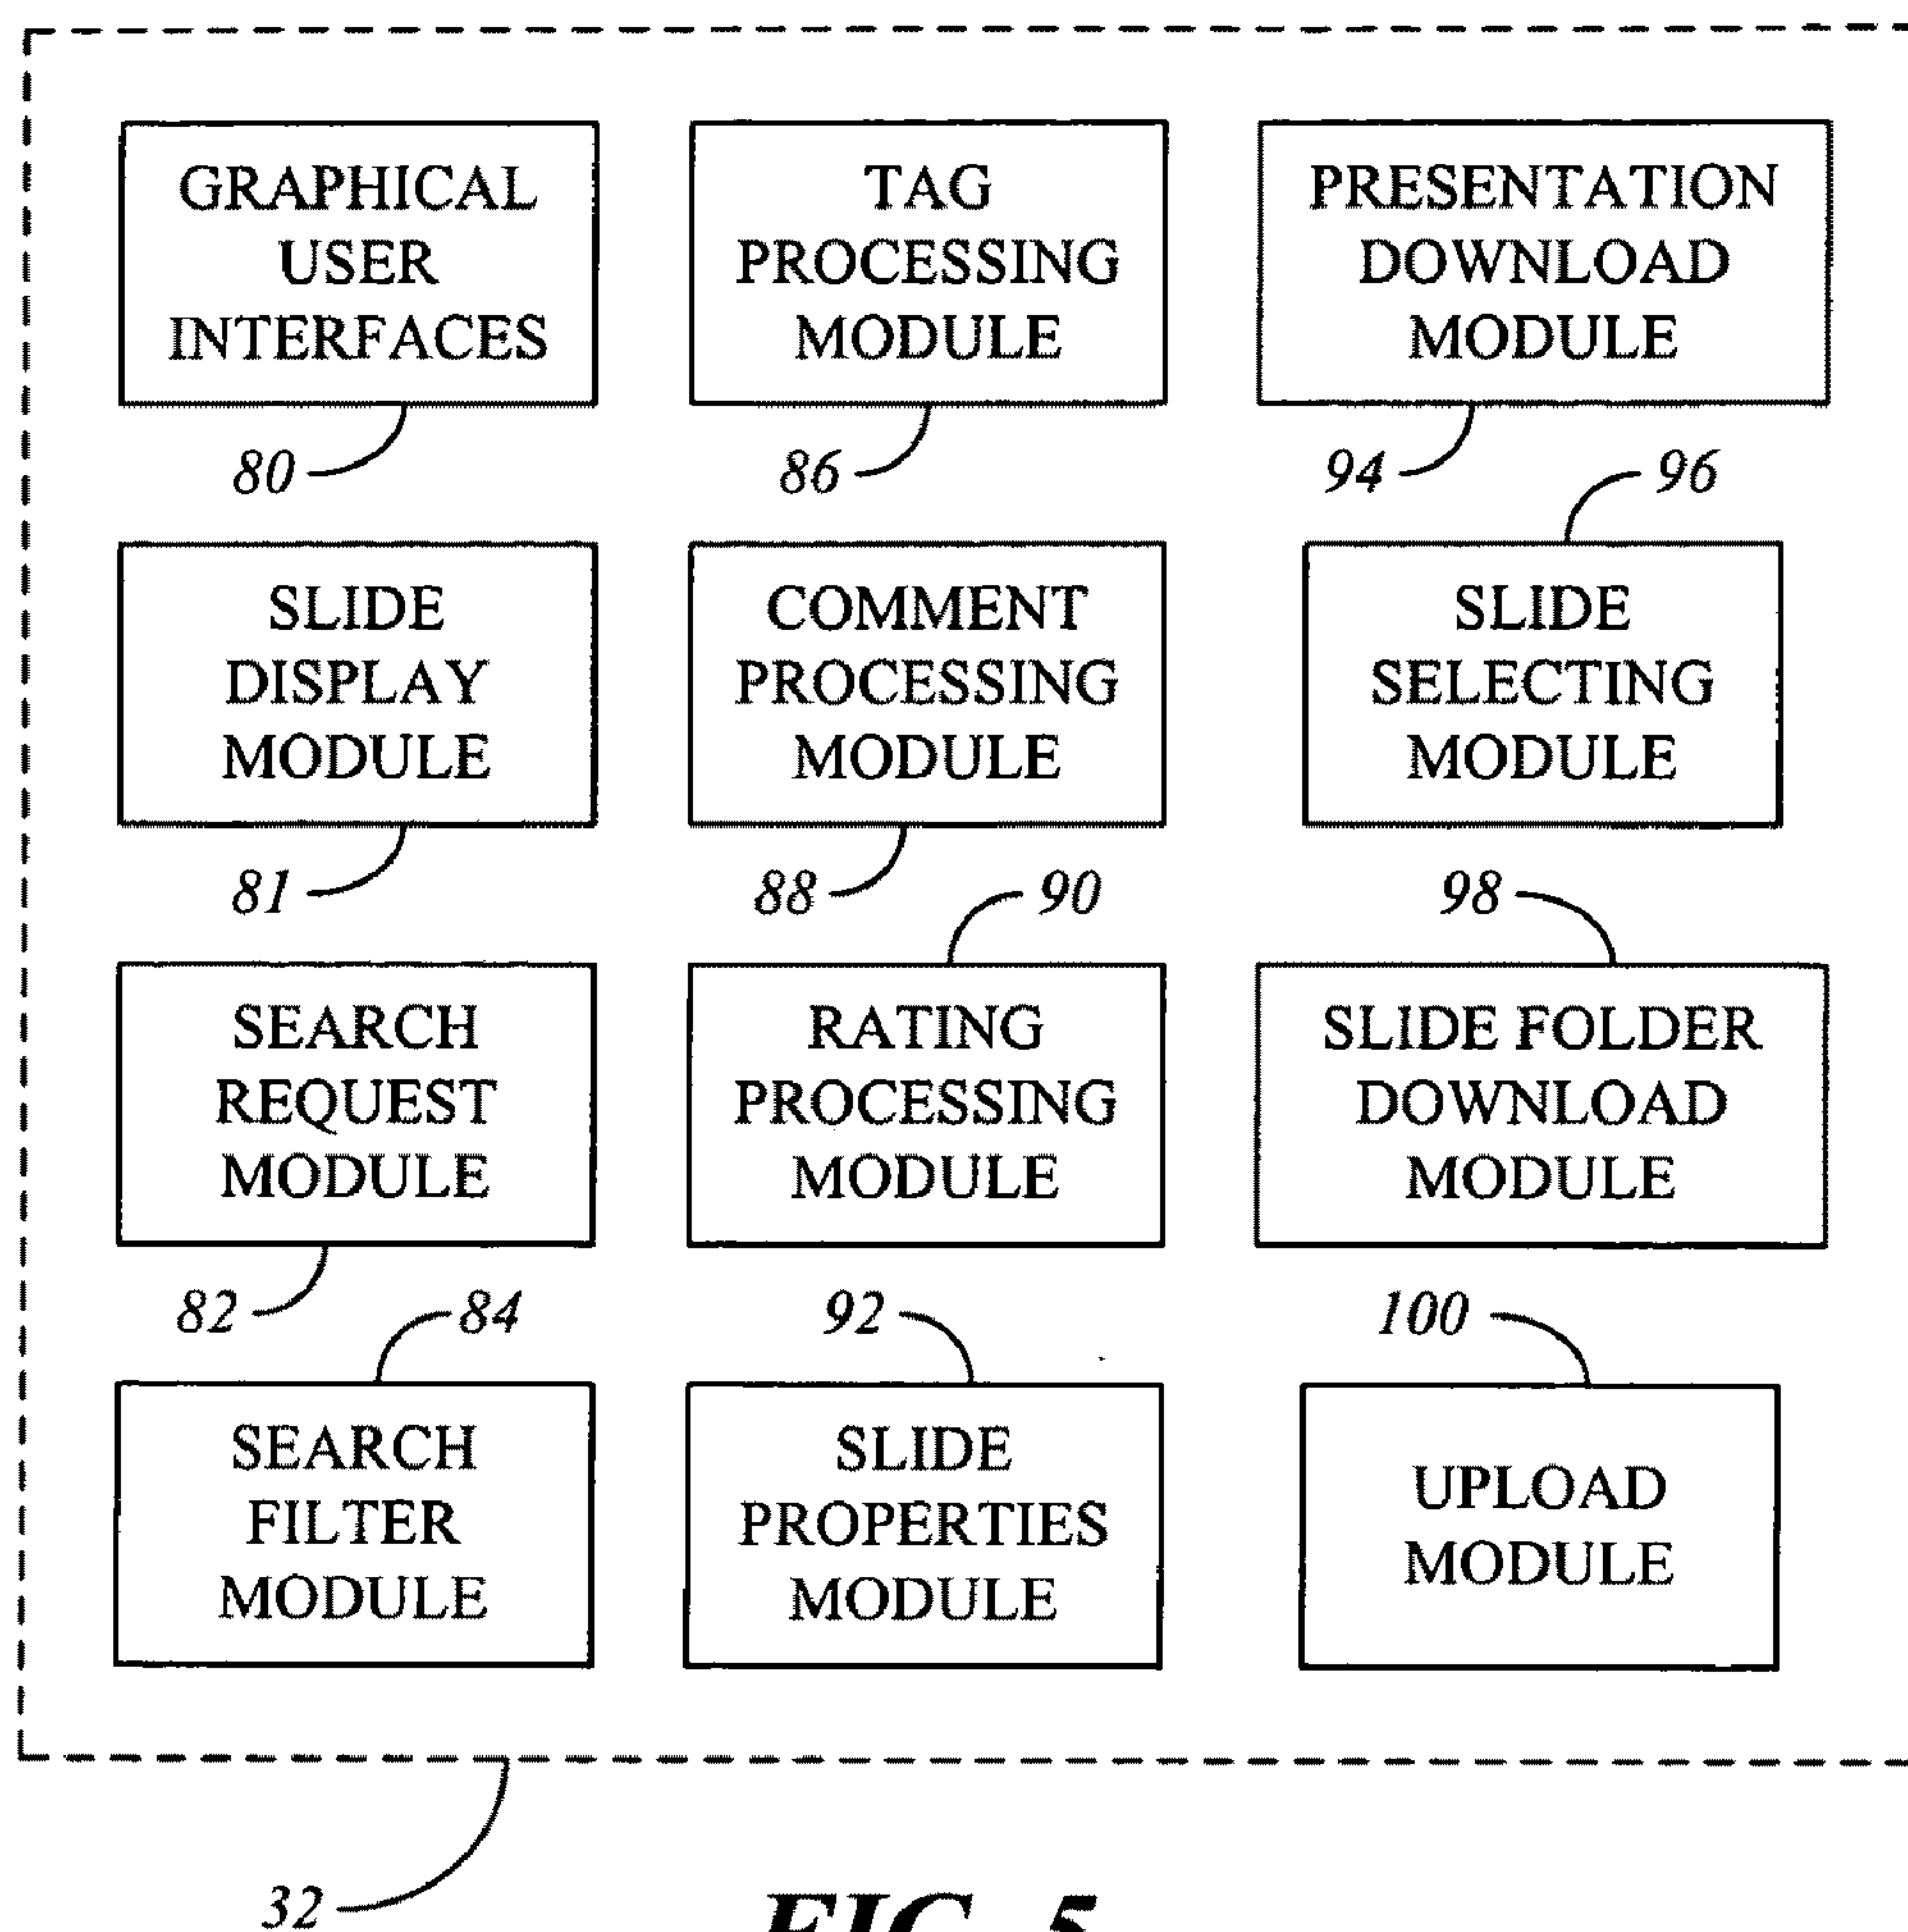 GRAPHICAL
USER
INTERFACES
80
TAG
PROCESSING
MODULE
86
PRESENTATION
DOWNLOAD
MODULE
94
96
SLIDE
DISPLAY
MODULE
81
COMMENT
PROCESSING
MODULE
88
90
SLIDE
SELECTING
MODULE
98
SEARCH
REQUEST
MODULE
82
84
RATING
PROCESSING
MODULE
92
SLIDE FOLDER
DOWNLOAD
MODULE
100
SEARCH
FILTER
MODULE
SLIDE
PROPERTIES
MODULE
UPLOAD
MODULE
32
FIG. 5